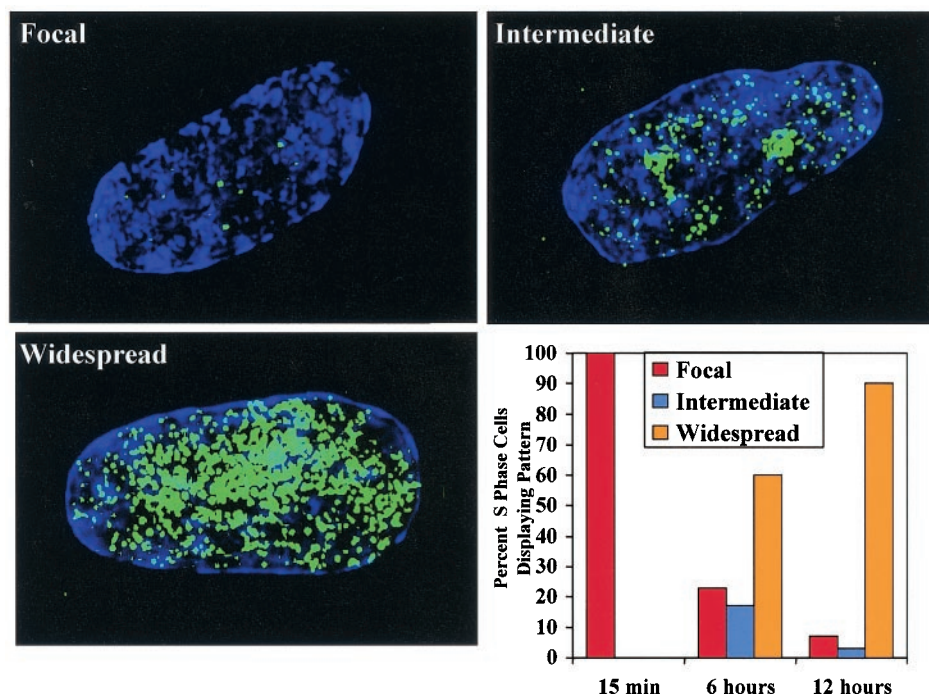 Focal
Intermediate
Widespread
Percent S Phase Cells
Displaying Pattern
100
90
80
70
60
50
40
30
20
10
0
Focal
Intermediate
Widespread
15 min 6 hours 12 hours